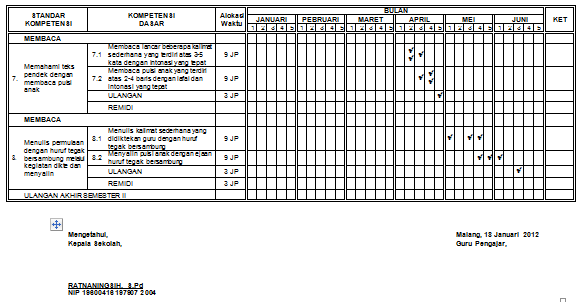 STANDAR KOMPETENSI KOMPETENSI DASAR Alokasi Waktu BULAN KET
JANUARI PEBRUARI MARET APRIL MEI JUNI
1 2 3 4 5 1 2 3 4 5 1 2 3 4 5 1 2 3 4 5 1 2 3 4 5 1 2 3 4 5
MEMBACA
7. Memahami teks pendek dengan membaca puisi anak
7.1 Membaca lancar beberapa kalimat sederhana yang terdiri atas 3-5 kata dengan intonasi yang tepat 9 JP √ √ √
7.2 Membaca puisi anak yang terdiri atas 2-4 baris dengan lafal dan intonasi yang tepat 9 JP √ √ √
ULANGAN 3 JP √
REMIDI
MEMBACA
8. Menulis permulaan dengan huruf tegak bersambung melalui kegiatan dikte dan menyalin
8.1 Menulis kalimat sederhana yang didiktekan guru dengan huruf tegak bersambung 9 JP √ √ √
8.2 Menyalin puisi anak dengan ejaan huruf tegak bersambung 9 JP √ √ √
ULANGAN 3 JP √
REMIDI 3 JP
ULANGAN AKHIR SEMESTER II
Mengetahui,
Kepala Sekolah,
Malang, 18 Januari 2012
Guru Pengajar,
RATNANINGSIH, S.Pd
NIP 19600416 197907 2 004